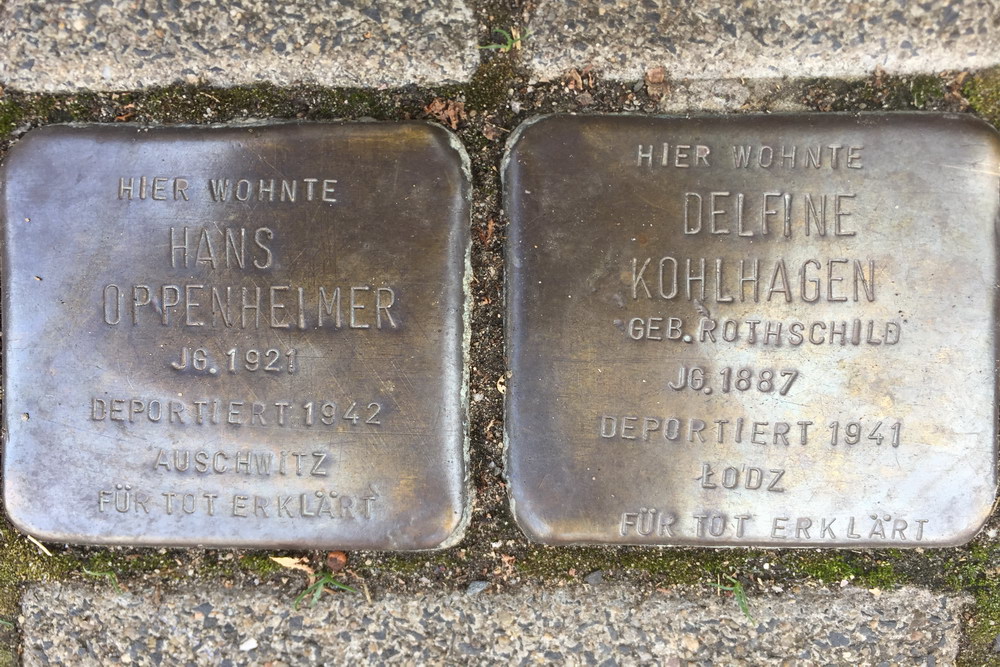 HIER WOHNTE
HANS
OPPENHEIMER
JG. 1921
DEPORTIERT 1942
AUSCHWITZ
FÜR TOT ERKLÄRT
HIER WOHNTE
DELFINE
KOHLHAGEN
GEB. ROTHSCHILD
JG. 1887
DEPORTIERT 1941
ŁODZ
FÜR TOT ERKLÄRT